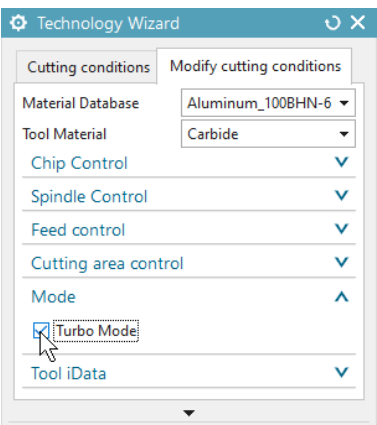 Technology Wizard
Cutting conditions
Modify cutting conditions
Material Database
Aluminum_100BHN-6
Tool Material
Carbide
Chip Control
Spindle Control
Feed control
Cutting area control
Mode
Turbo Mode
Tool iData